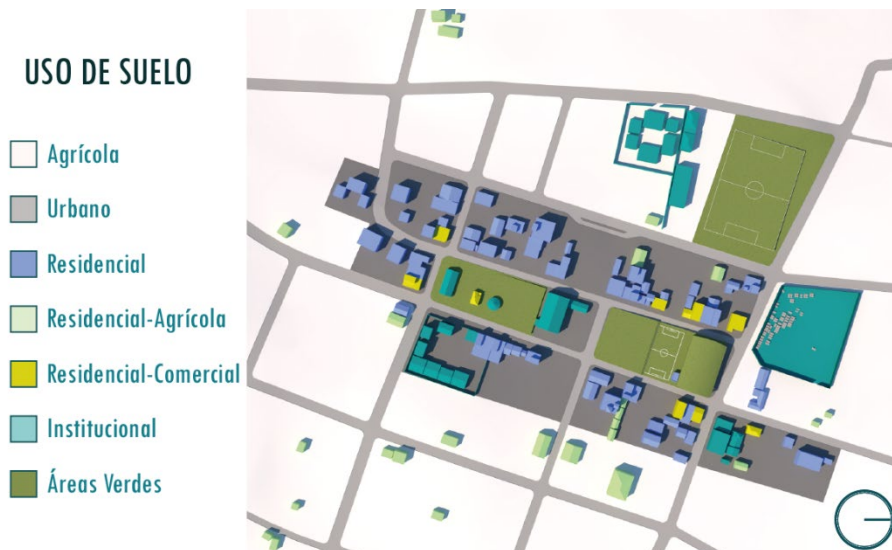 USO DE SUELO
Agrícola
Urbano
Residencial
Residencial-Agrícola
Residencial-Comercial
Institucional
Áreas Verdes